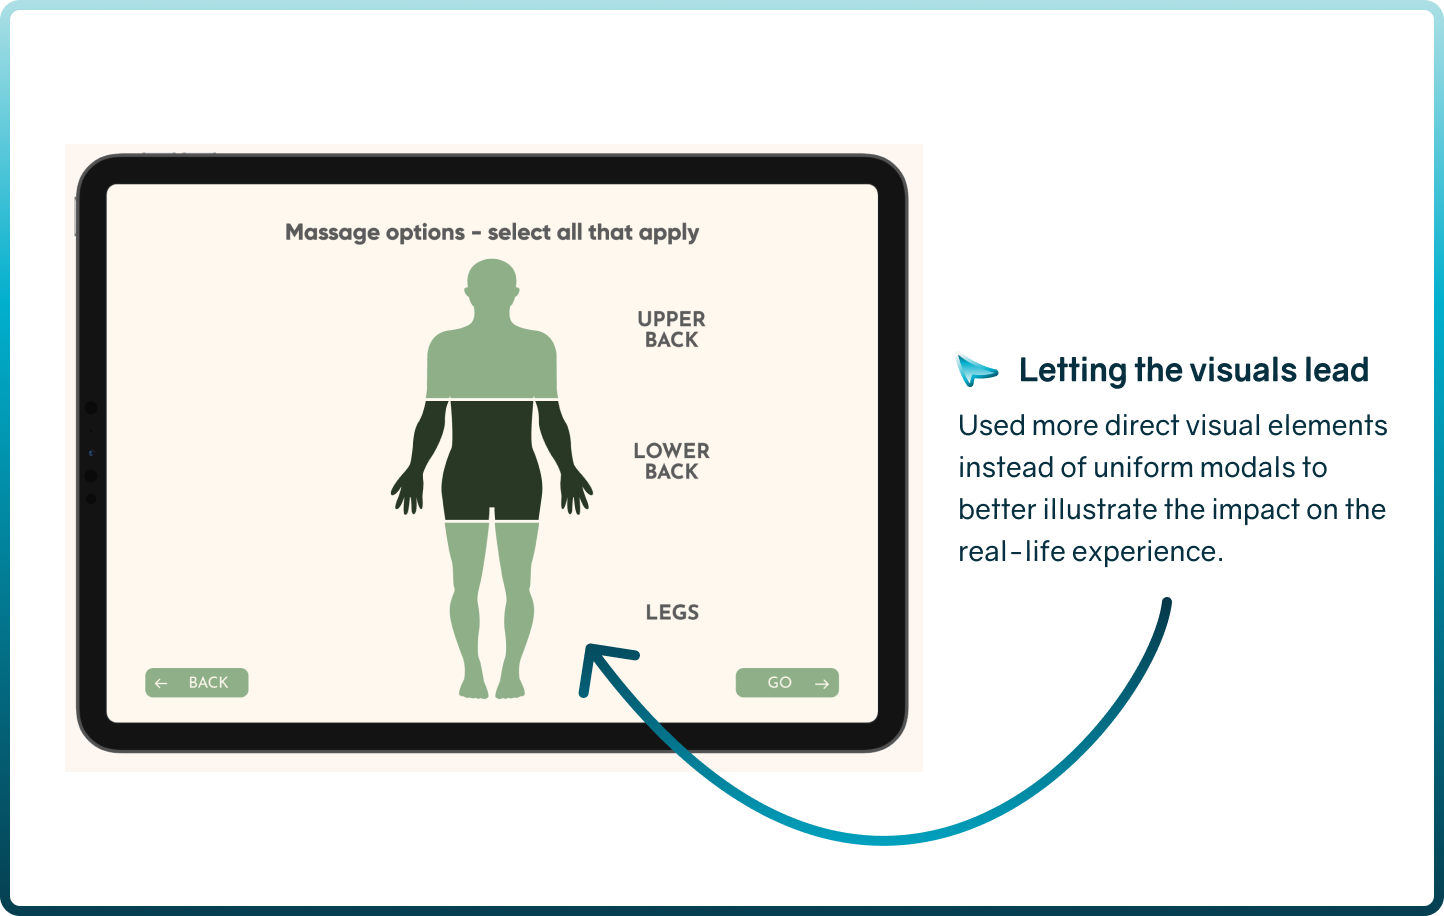 Massage options - select all that apply
UPPER
BACK
LOWER
BACK
LEGS
← BACK
GO →
Letting the visuals lead
Used more direct visual elements
instead of uniform modals to
better illustrate the impact on the
real-life experience.